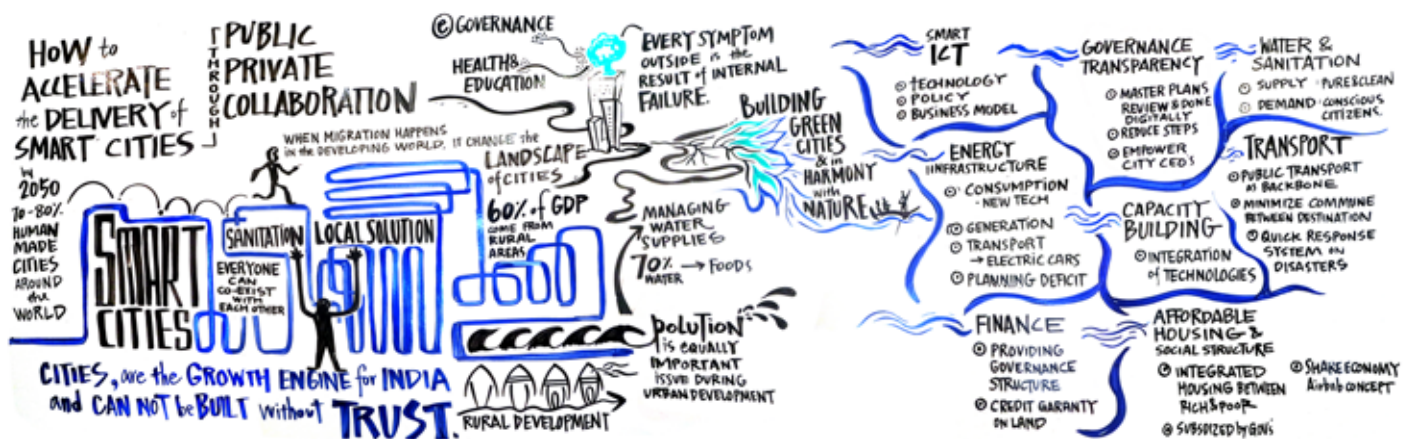 HOW to
ACCELERATE
the DELIVERY of
SMART CITIES
THROUGH
PUBLIC
PRIVATE
COLLABORATION
by
2050
70-80%
HUMAN
MADE
CITIES
AROUND
the
WORLD
SMART
CITIES
WHEN MIGRATION HAPPENS
in the DEVELOPING WORLD, IT CHANGE the
LANDSCAPE
of CITIES
SANITATION
EVERYONE
CAN
CO-EXIST
WITH
EACH OTHER
LOCAL SOLUTION
60% of GDP
COME FROM
RURAL
AREAS
CITIES, are the GROWTH ENGINE for INDIA
and CAN NOT be BUILT without TRUST.
RURAL DEVELOPMENT
e GOVERNANCE
HEALTH &
EDUCATION
EVERY SYMPTOM
OUTSIDE is the
RESULT of INTERNAL
FAILURE.
BUILDING
GREEN
CITIES
& in
HARMONY
with
NATURE
MANAGING
WATER
SUPPLIES
70% → FOODS
WATER
POLUTION
is EQUALLY
IMPORTANT
ISSUE DURING
URBAN DEVELOPMENT
SMART
ICT
TECHNOLOGY
POLICY
BUSINESS MODEL
GOVERNANCE
TRANSPARENCY
MASTER PLANS
REVIEW & DONE
DIGITALLY
REDUCE STEPS
EMPOWER
CITY CEO'S
WATER &
SANITATION
SUPPLY · PURE & CLEAN
DEMAND · CONSCIOUS
CITIZENS.
ENERGY
INFRASTRUCTURE
CONSUMPTION
- NEW TECH
GENERATION
TRANSPORT
→ ELECTRIC CARS
PLANNING DEFICIT
CAPACITY
BUILDING
INTEGRATION
of TECHNOLOGIES
TRANSPORT
PUBLIC TRANSPORT
as BACKBONE
MINIMIZE COMMUNE
BETWEEN DESTINATION
QUICK RESPONSE
SYSTEM ON
DISASTERS
FINANCE
PROVIDING
GOVERNANCE
STRUCTURE
CREDIT GARANTY
ON LAND
AFFORDABLE
HOUSING &
SOCIAL STRUCTURE
INTEGRATED
HOUSING BETWEEN
RICH & POOR
SUBSDIZED by GOV'T
SHAKE ECONOMY
Airbnb CONCEPT